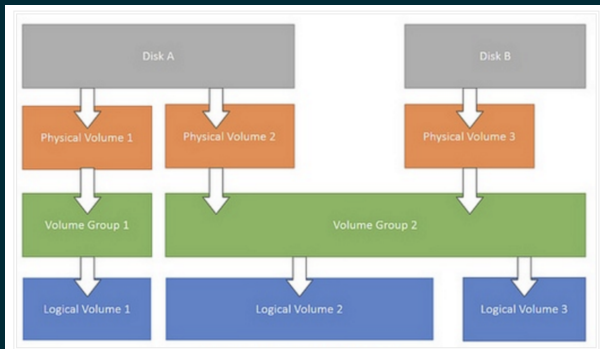 Disk A
Disk B
Physical Volume 1
Physical Volume 2
Physical Volume 3
Volume Group 1
Volume Group 2
Logical Volume 1
Logical Volume 2
Logical Volume 3